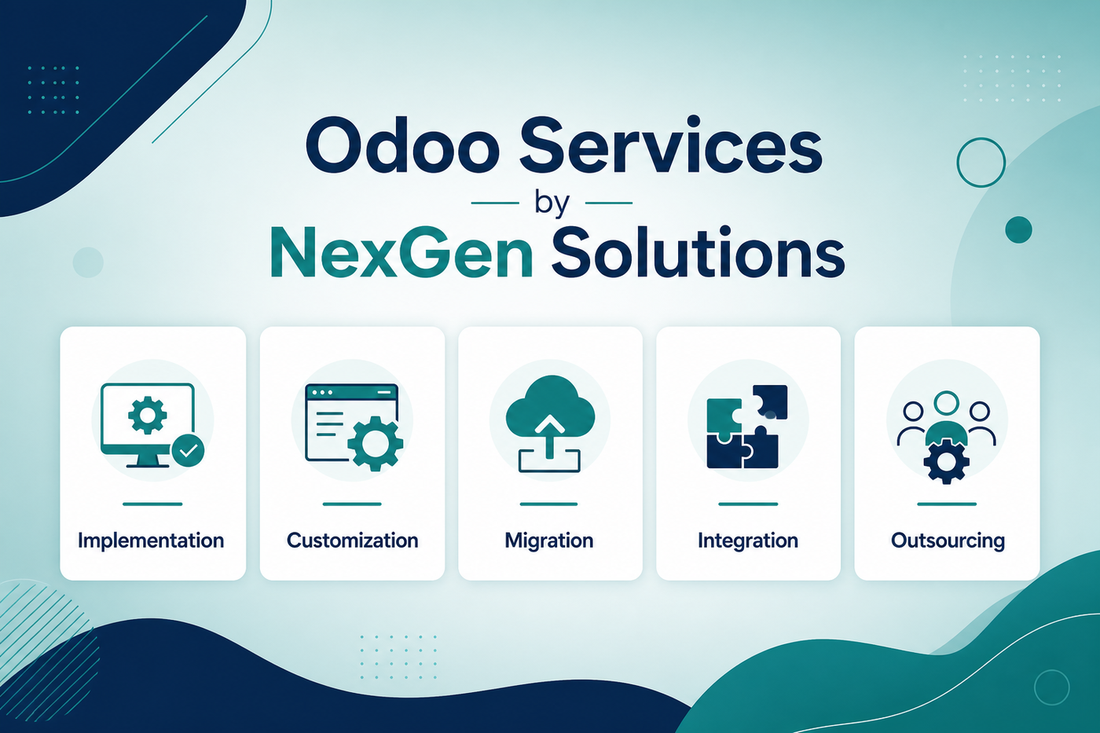 Odoo Services
by
NexGen Solutions
Implementation
Customization
Migration
Integration
Outsourcing